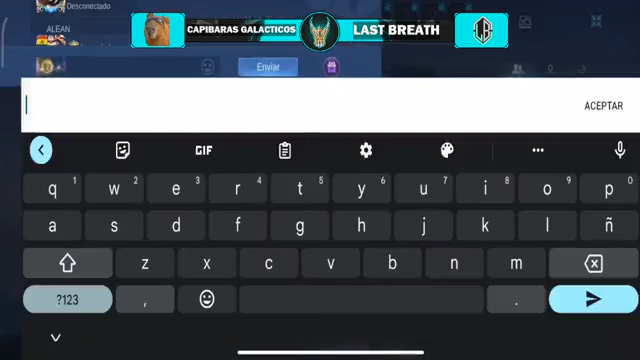 Desconectado
ALEAN
CAPIBARAS GALACTICOS
LAST BREATH
LB
Enviar
ACEPTAR
GIF
q 1 w 2 e 3 r 4 t 5 y 6 u 7 i 8 o 9 p 0
a s d f g h j k l ñ
z x c v b n m
?123 , .